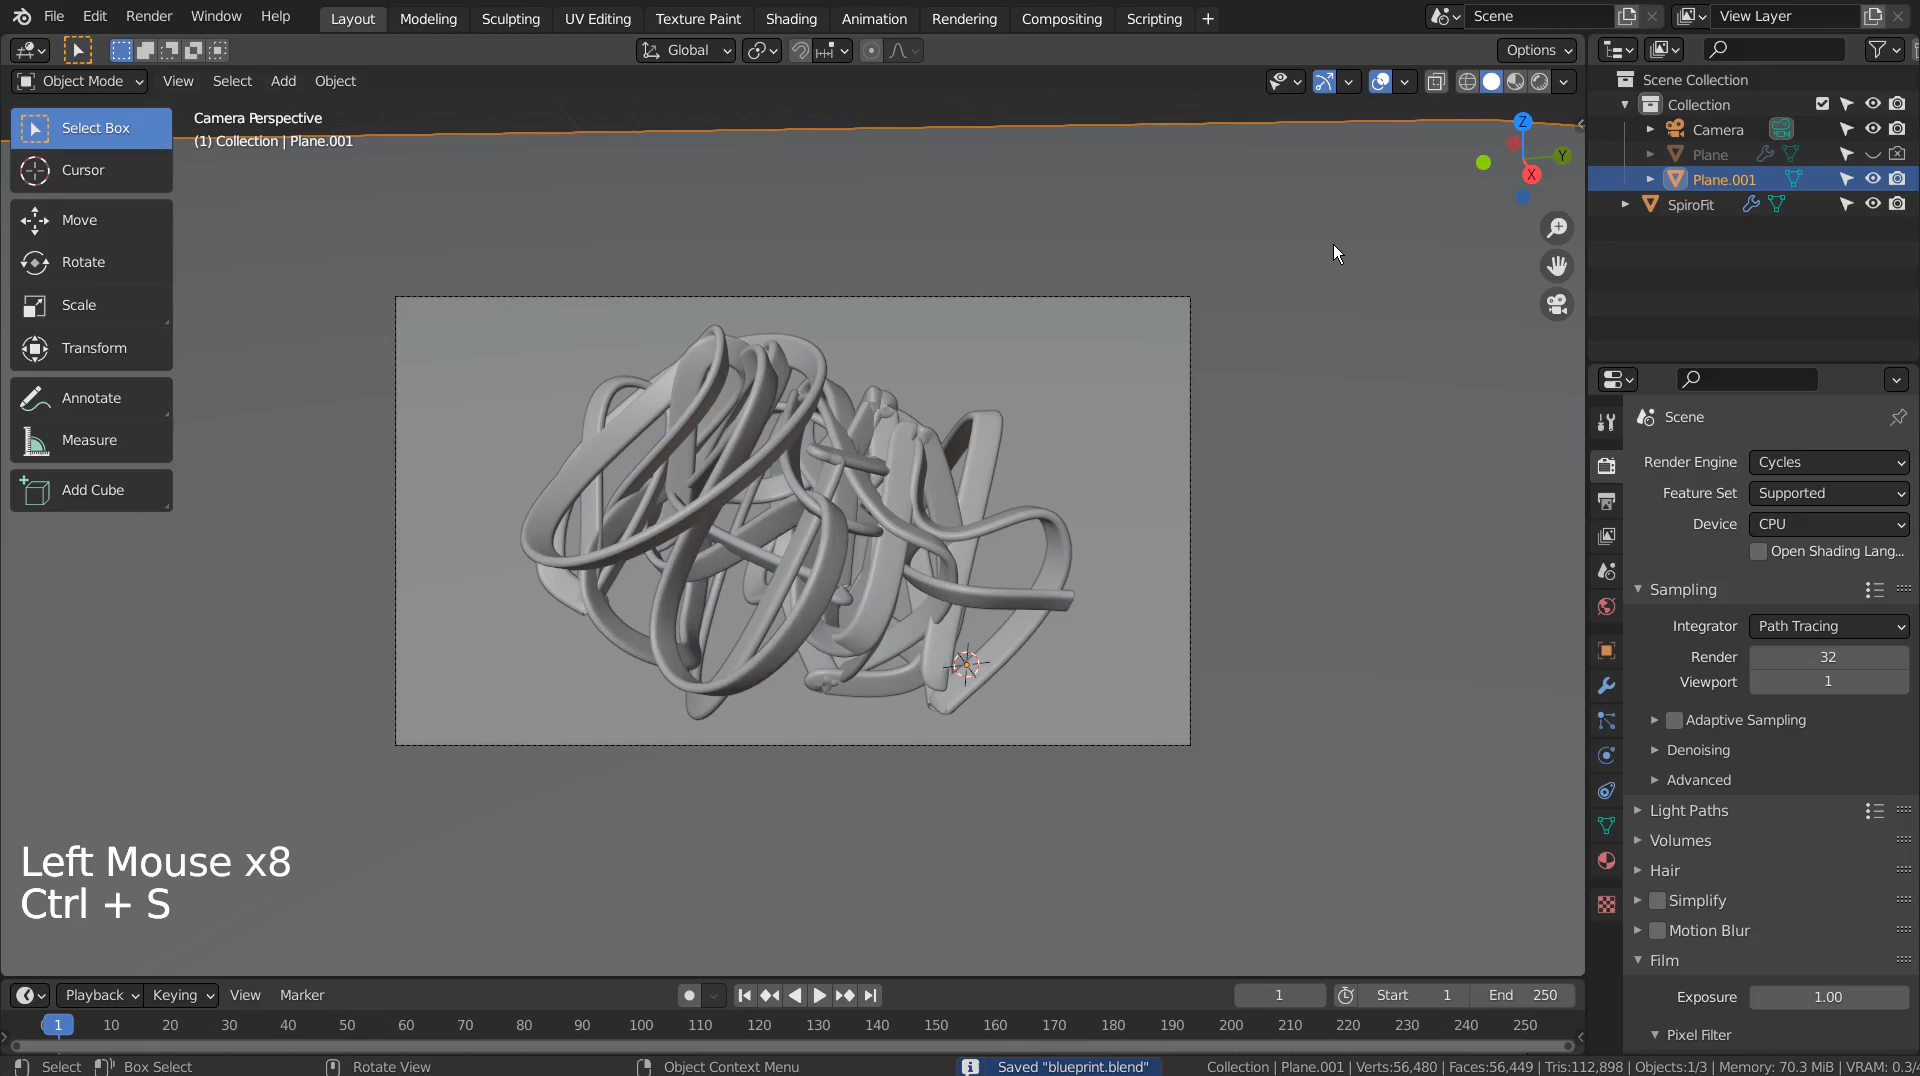 File Edit Render Window Help Layout Modeling Sculpting UV Editing Texture Paint Shading Animation Rendering Compositing Scripting + Scene View Layer
Global Options
Object Mode View Select Add Object
Select Box
Cursor
Move
Rotate
Scale
Transform
Annotate
Measure
Add Cube
Camera Perspective
(1) Collection | Plane.001
Z
Y
X
Left Mouse x8
Ctrl + S
Scene Collection
Collection
Camera
Plane
Plane.001
SpiroFit
Scene
Render Engine Cycles
Feature Set Supported
Device CPU
Open Shading Lang...
Sampling
Integrator Path Tracing
Render 32
Viewport 1
Adaptive Sampling
Denoising
Advanced
Light Paths
Volumes
Hair
Simplify
Motion Blur
Film
Exposure 1.00
Pixel Filter
Playback Keying View Marker 1 Start 1 End 250
1 10 20 30 40 50 60 70 80 90 100 110 120 130 140 150 160 170 180 190 200 210 220 230 240 250
Select Box Select Rotate View Object Context Menu Saved "blueprint.blend" Collection | Plane.001 | Verts:56,480 | Faces:56,449 | Tris:112,898 | Objects:1/3 | Memory: 70.3 MiB | VRAM: 0.3/4